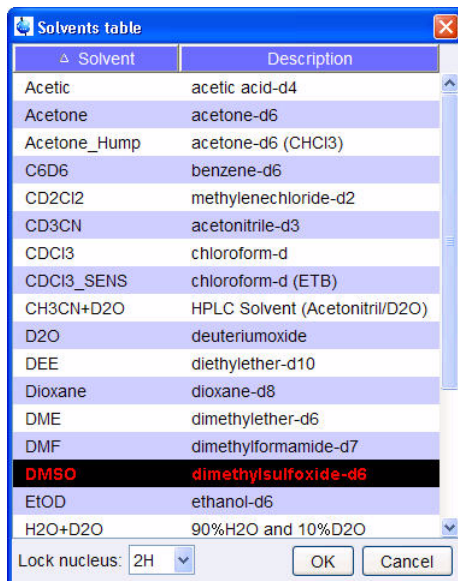 Solvents table
Solvent Description
Acetic acetic acid-d4
Acetone acetone-d6
Acetone_Hump acetone-d6 (CHCl3)
C6D6 benzene-d6
CD2Cl2 methylenechloride-d2
CD3CN acetonitrile-d3
CDCl3 chloroform-d
CDCl3_SENS chloroform-d (ETB)
CH3CN+D2O HPLC Solvent (Acetonitril/D2O)
D2O deuteriumoxide
DEE diethylether-d10
Dioxane dioxane-d8
DME dimethylether-d6
DMF dimethylformamide-d7
DMSO dimethylsulfoxide-d6
EtOD ethanol-d6
H2O+D2O 90%H2O and 10%D2O
Lock nucleus: 2H OK Cancel